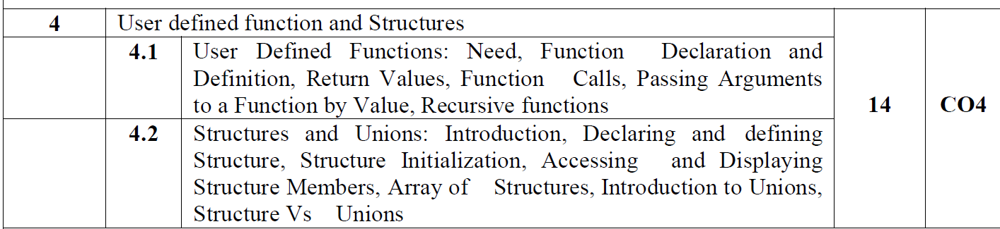 4 User defined function and Structures
4.1 User Defined Functions: Need, Function Declaration and
Definition, Return Values, Function Calls, Passing Arguments
to a Function by Value, Recursive functions
14 CO4
4.2 Structures and Unions: Introduction, Declaring and defining
Structure, Structure Initialization, Accessing and Displaying
Structure Members, Array of Structures, Introduction to Unions,
Structure Vs Unions